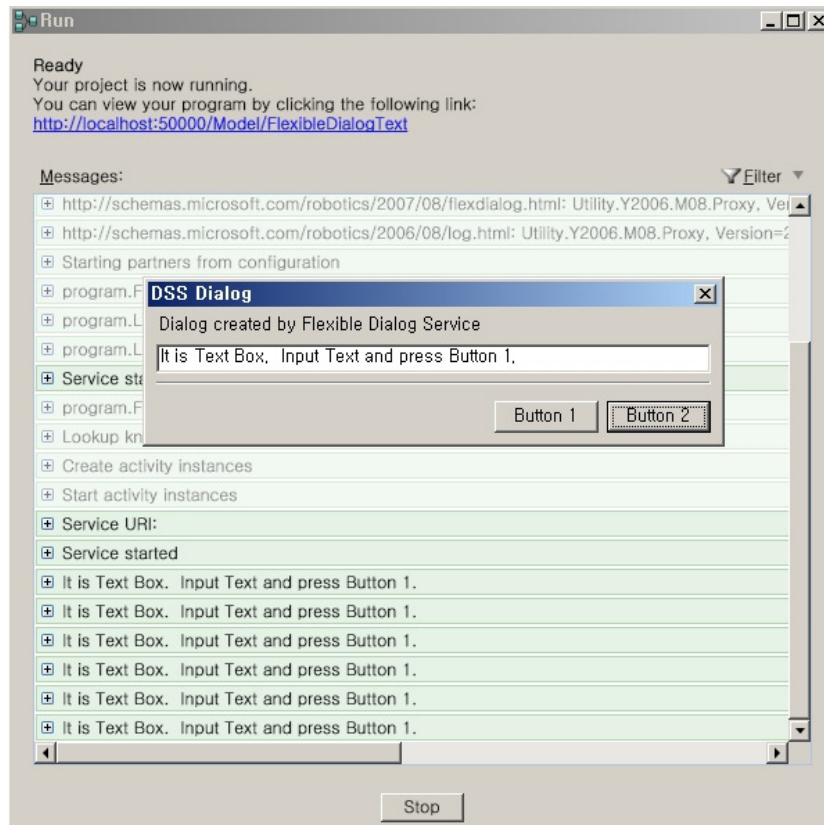 Run
Ready
Your project is now running.
You can view your program by clicking the following link:
http://localhost:50000/Model/FlexibleDialogText
Messages:
Filter
http://schemas.microsoft.com/robotics/2007/08/flexdialog.html: Utility.Y2006.M08.Proxy, Ver
http://schemas.microsoft.com/robotics/2006/08/log.html: Utility.Y2006.M08.Proxy, Version=2
Starting partners from configuration
program.F
DSS Dialog
program.L
Dialog created by Flexible Dialog Service
program.L
It is Text Box. Input Text and press Button 1.
Service sta
program.F
Button 1
Button 2
Lookup kn
Create activity instances
Start activity instances
Service URI:
Service started
It is Text Box. Input Text and press Button 1.
It is Text Box. Input Text and press Button 1.
It is Text Box. Input Text and press Button 1.
It is Text Box. Input Text and press Button 1.
It is Text Box. Input Text and press Button 1.
It is Text Box. Input Text and press Button 1.
Stop